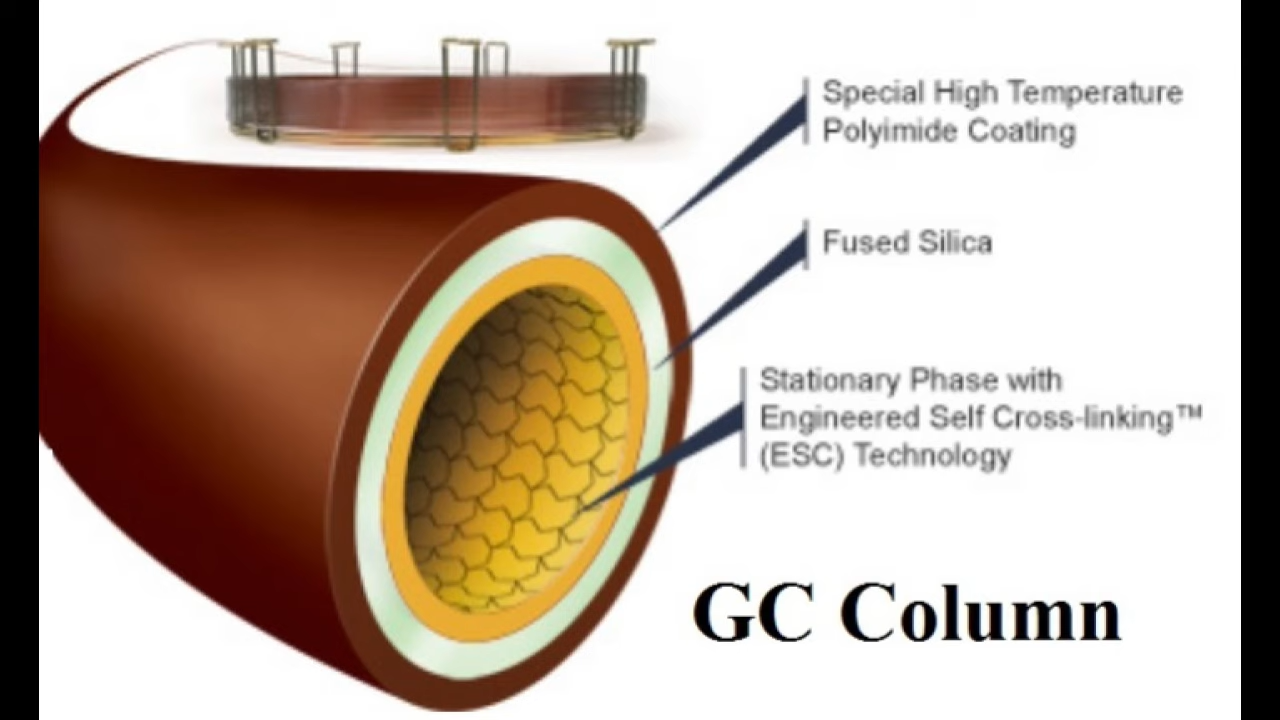 Special High Temperature
Polyimide Coating
Fused Silica
Stationary Phase with
Engineered Self Cross-linking™
(ESC) Technology
GC Column